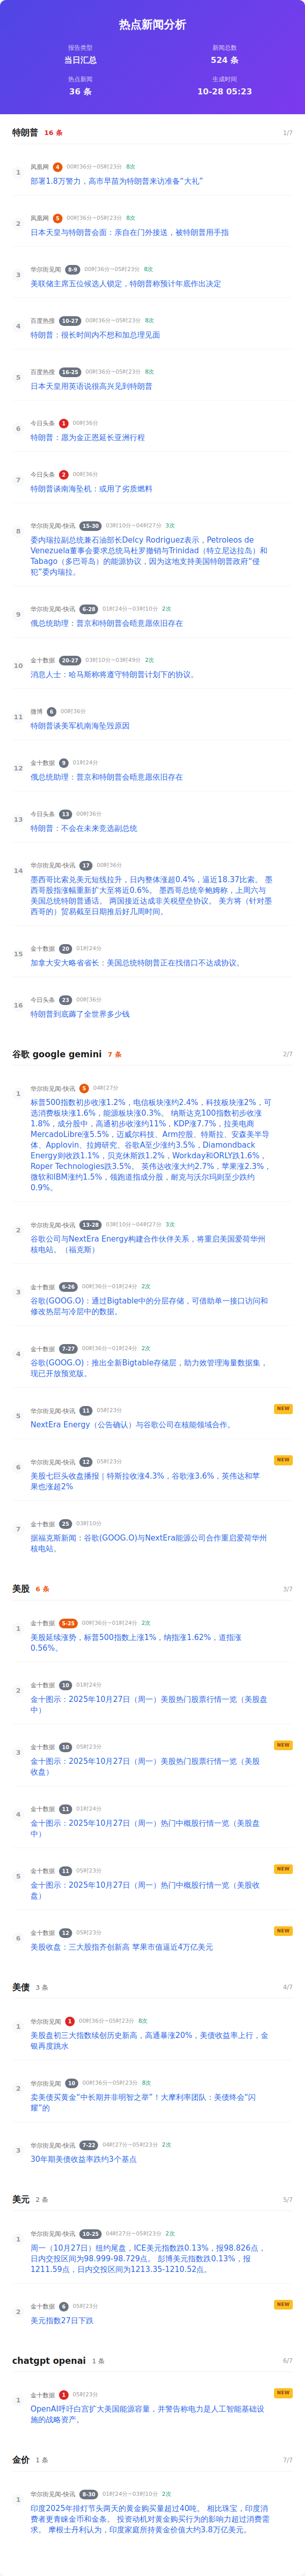 热点新闻分析
报告类型
新闻总数
当日汇总
524 条
热点新闻
生成时间
36 条
10-28 05:23
特朗普 16 条 1/7
1
凤凰网 4 00时36分~05时23分 8次
部署1.8万警力，高市早苗为特朗普来访准备“大礼”
2
凤凰网 5 00时36分~05时23分 8次
日本天皇与特朗普会面：亲自在门外接送，被特朗普用手指
3
华尔街见闻 8-9 00时36分~05时23分 8次
美联储主席五位候选人锁定，特朗普称预计年底作出决定
4
百度热搜 10-27 00时36分~05时23分 8次
特朗普：很长时间内不想和加总理见面
5
百度热搜 16-25 00时36分~05时23分 8次
日本天皇用英语说很高兴见到特朗普
6
今日头条 1 00时36分
特朗普：愿为金正恩延长亚洲行程
7
今日头条 2 00时36分
特朗普谈南海坠机：或用了劣质燃料
8
华尔街见闻-快讯 15-30 03时10分~04时27分 3次
委内瑞拉副总统兼石油部长Delcy Rodriguez表示，Petroleos de
Venezuela董事会要求总统马杜罗撤销与Trinidad（特立尼达拉岛）和
Tobago（多巴哥岛）的能源协议，因为这地支持美国特朗普政府“侵
犯”委内瑞拉。
9
华尔街见闻-快讯 6-28 01时24分~03时10分 2次
俄总统助理：普京和特朗普会晤意愿依旧存在
10
金十数据 20-27 03时10分~03时49分 2次
消息人士：哈马斯称将遵守特朗普计划下的协议。
11
微博 6 00时36分
特朗普谈美军机南海坠毁原因
12
金十数据 9 01时24分
俄总统助理：普京和特朗普会晤意愿依旧存在
13
今日头条 13 00时36分
特朗普：不会在未来竞选副总统
14
华尔街见闻-快讯 17 00时36分
墨西哥比索兑美元短线拉升，日内整体涨超0.4%，逼近18.37比索。 墨
西哥股指涨幅重新扩大至将近0.6%。 墨西哥总统辛鲍姆称，上周六与
美国总统特朗普通话。 两国接近达成非关税壁垒协议。 美方将（针对墨
西哥的）贸易截至日期推后好几周时间。
15
金十数据 20 01时24分
加拿大安大略省省长：美国总统特朗普正在找借口不达成协议。
16
今日头条 23 00时36分
特朗普到底薅了全世界多少钱
谷歌 google gemini 7 条 2/7
1
华尔街见闻-快讯 5 04时27分
标普500指数初步收涨1.2%，电信板块涨约2.4%，科技板块涨2%，可
选消费板块涨1.6%，能源板块涨0.3%。 纳斯达克100指数初步收涨
1.8%，成分股中，高通初步收涨约11%，KDP涨7.7%，拉美电商
MercadoLibre涨5.5%，迈威尔科技、Arm控股、特斯拉、安森美半导
体、Applovin、拉姆研究、谷歌A至少涨约3.5%，Diamondback
Energy则收跌1.1%，贝克休斯跌1.2%，Workday和ORLY跌1.6%，
Roper Technologies跌3.5%。 英伟达收涨大约2.7%，苹果涨2.3%，
微软和IBM涨约1.5%，领跑道指成分股，耐克与沃尔玛则至少跌约
0.9%。
2
华尔街见闻-快讯 13-28 03时10分~04时27分 3次
谷歌公司与NextEra Energy构建合作伙伴关系，将重启美国爱荷华州
核电站。（福克斯）
3
金十数据 6-26 00时36分~01时24分 2次
谷歌(GOOG.O)：通过Bigtable中的分层存储，可借助单一接口访问和
修改热层与冷层中的数据。
4
金十数据 7-27 00时36分~01时24分 2次
谷歌(GOOG.O)：推出全新Bigtable存储层，助力效管理海量数据集，
现已开放预览版。
5
华尔街见闻-快讯 11 05时23分 NEW
NextEra Energy（公告确认）与谷歌公司在核能领域合作。
6
华尔街见闻-快讯 12 05时23分 NEW
美股七巨头收盘播报｜特斯拉收涨4.3%，谷歌涨3.6%，英伟达和苹
果也涨超2%
7
金十数据 25 03时10分
据福克斯新闻：谷歌(GOOG.O)与NextEra能源公司合作重启爱荷华州
核电站。
美股 6 条 3/7
1
金十数据 5-25 00时36分~01时24分 2次
美股延续涨势，标普500指数上涨1%，纳指涨1.62%，道指涨
0.56%。
2
金十数据 10 01时24分
金十图示：2025年10月27日（周一）美股热门股票行情一览（美股盘
中）
3
金十数据 10 05时23分 NEW
金十图示：2025年10月27日（周一）美股热门股票行情一览（美股
收盘）
4
金十数据 11 01时24分
金十图示：2025年10月27日（周一）热门中概股行情一览（美股盘
中）
5
金十数据 11 05时23分 NEW
金十图示：2025年10月27日（周一）热门中概股行情一览（美股收
盘）
6
金十数据 12 05时23分 NEW
美股收盘：三大股指齐创新高 苹果市值逼近4万亿美元
美债 3 条 4/7
1
华尔街见闻 1 00时36分~05时23分 8次
美股盘初三大指数续创历史新高，高通暴涨20%，美债收益率上行，金
银再度跳水
2
华尔街见闻 10 00时36分~05时23分 8次
卖美债买黄金“中长期并非明智之举”！大摩利率团队：美债终会“闪
耀”的
3
华尔街见闻-快讯 7-22 04时27分~05时23分 2次
30年期美债收益率跌约3个基点
美元 2 条 5/7
1
华尔街见闻-快讯 10-25 04时27分~05时23分 2次
周一（10月27日）纽约尾盘，ICE美元指数跌0.13%，报98.826点，
日内交投区间为98.999-98.729点。 彭博美元指数跌0.13%，报
1211.59点，日内交投区间为1213.35-1210.52点。
2
金十数据 6 05时23分 NEW
美元指数27日下跌
chatgpt openai 1 条 6/7
1
金十数据 1 05时23分 NEW
OpenAI呼吁白宫扩大美国能源容量，并警告称电力是人工智能基础设
施的战略资产。
金价 1 条 7/7
1
华尔街见闻-快讯 8-30 01时24分~03时10分 2次
印度2025年排灯节头两天的黄金购买量超过40吨。 相比珠宝，印度消
费者更青睐金币和金条。 投资动机对黄金购买行为的影响力超过消费需
求。 摩根士丹利认为，印度家庭所持黄金价值大约3.8万亿美元。